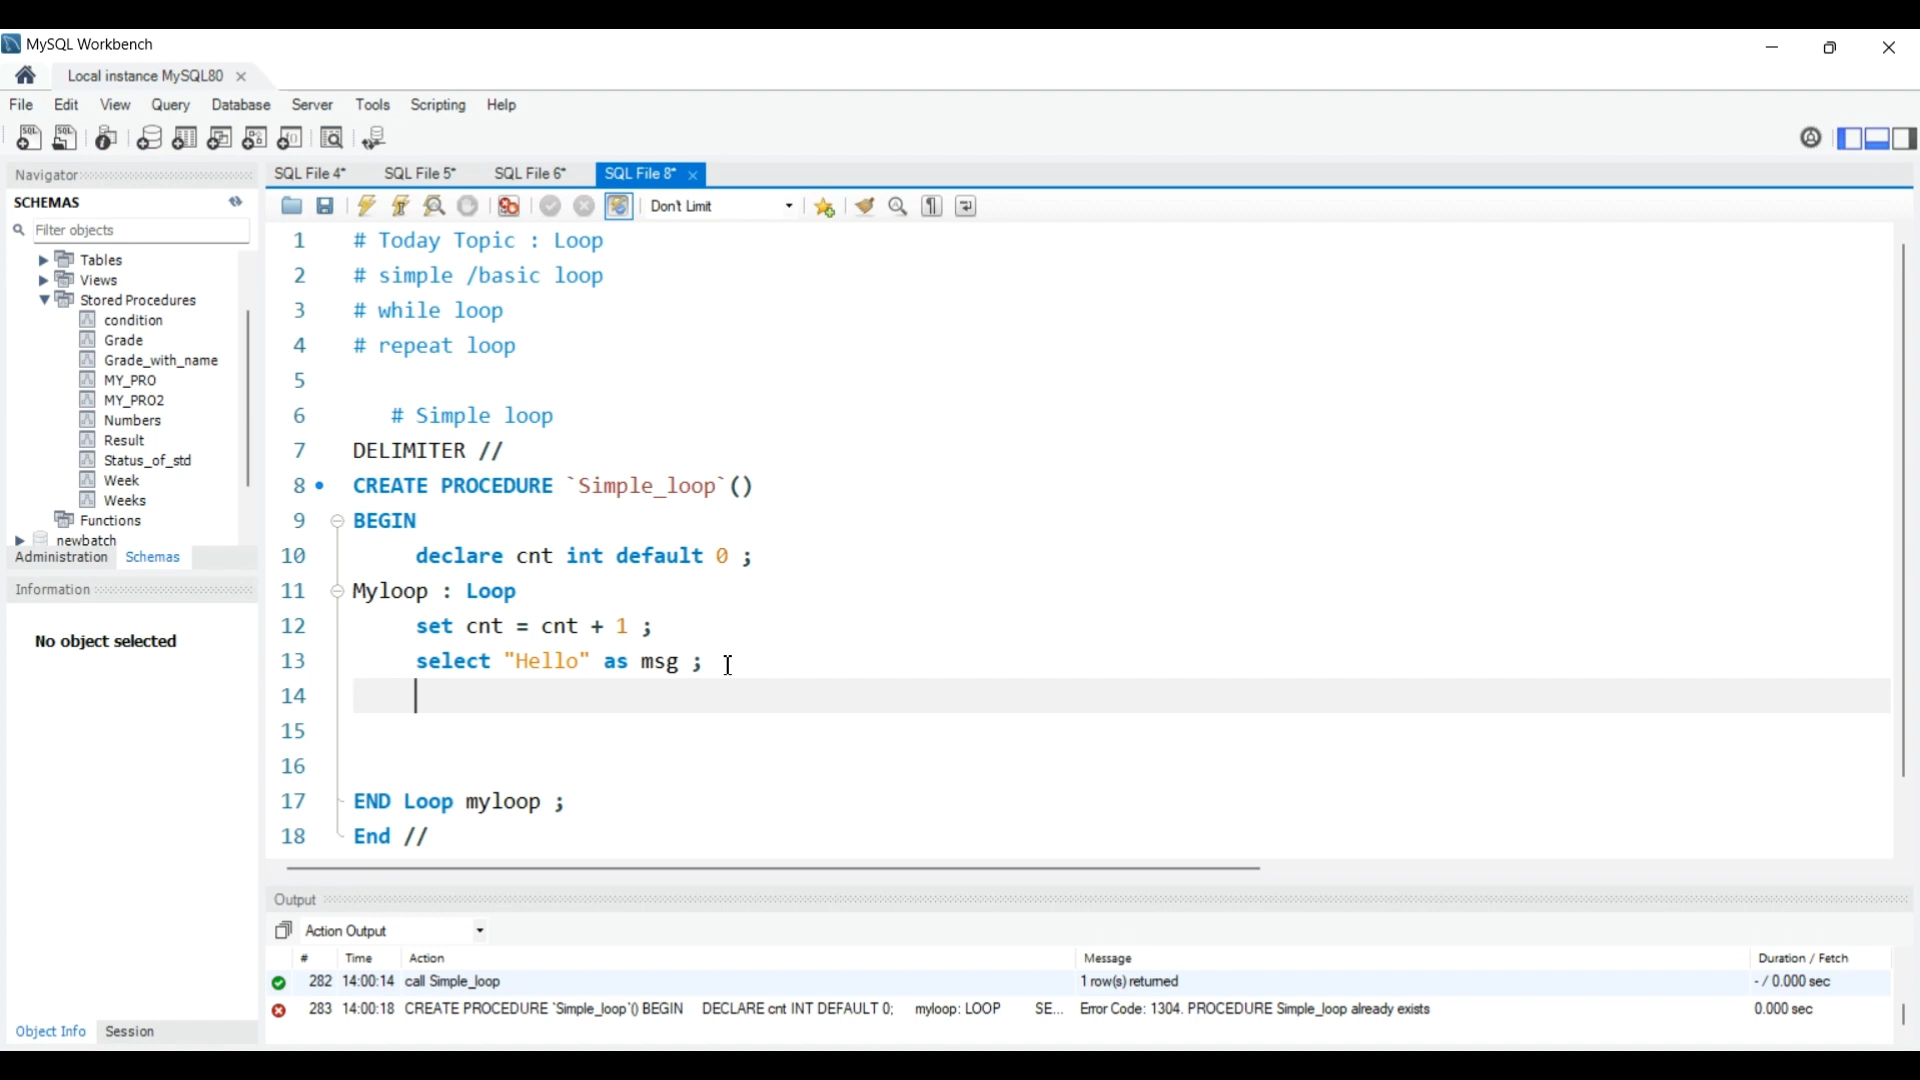 MySQL Workbench
Local instance MySQL80
File Edit View Query Database Server Tools Scripting Help
Navigator
SCHEMAS
Filter objects
Tables
Views
Stored Procedures
condition
Grade
Grade_with_name
MY_PRO
MY_PRO2
Numbers
Result
Status_of_std
Week
Weeks
Functions
newbatch
Administration Schemas
Information
No object selected
Object Info Session
SQL File 4* SQL File 5* SQL File 6* SQL File 8*
Don't Limit
1 # Today Topic : Loop
2 # simple /basic loop
3 # while loop
4 # repeat loop
5
6 # Simple loop
7 DELIMITER //
8 CREATE PROCEDURE `Simple_loop`()
9 BEGIN
10 declare cnt int default 0 ;
11 Myloop : Loop
12 set cnt = cnt + 1 ;
13 select "Hello" as msg ;
14
15
16
17 END Loop myloop ;
18 End //
Output
Action Output
# Time Action Message Duration / Fetch
282 14:00:14 call Simple_loop 1 row(s) returned - / 0.000 sec
283 14:00:18 CREATE PROCEDURE `Simple_loop`() BEGIN DECLARE cnt INT DEFAULT 0; myloop: LOOP SE... Error Code: 1304. PROCEDURE Simple_loop already exists 0.000 sec